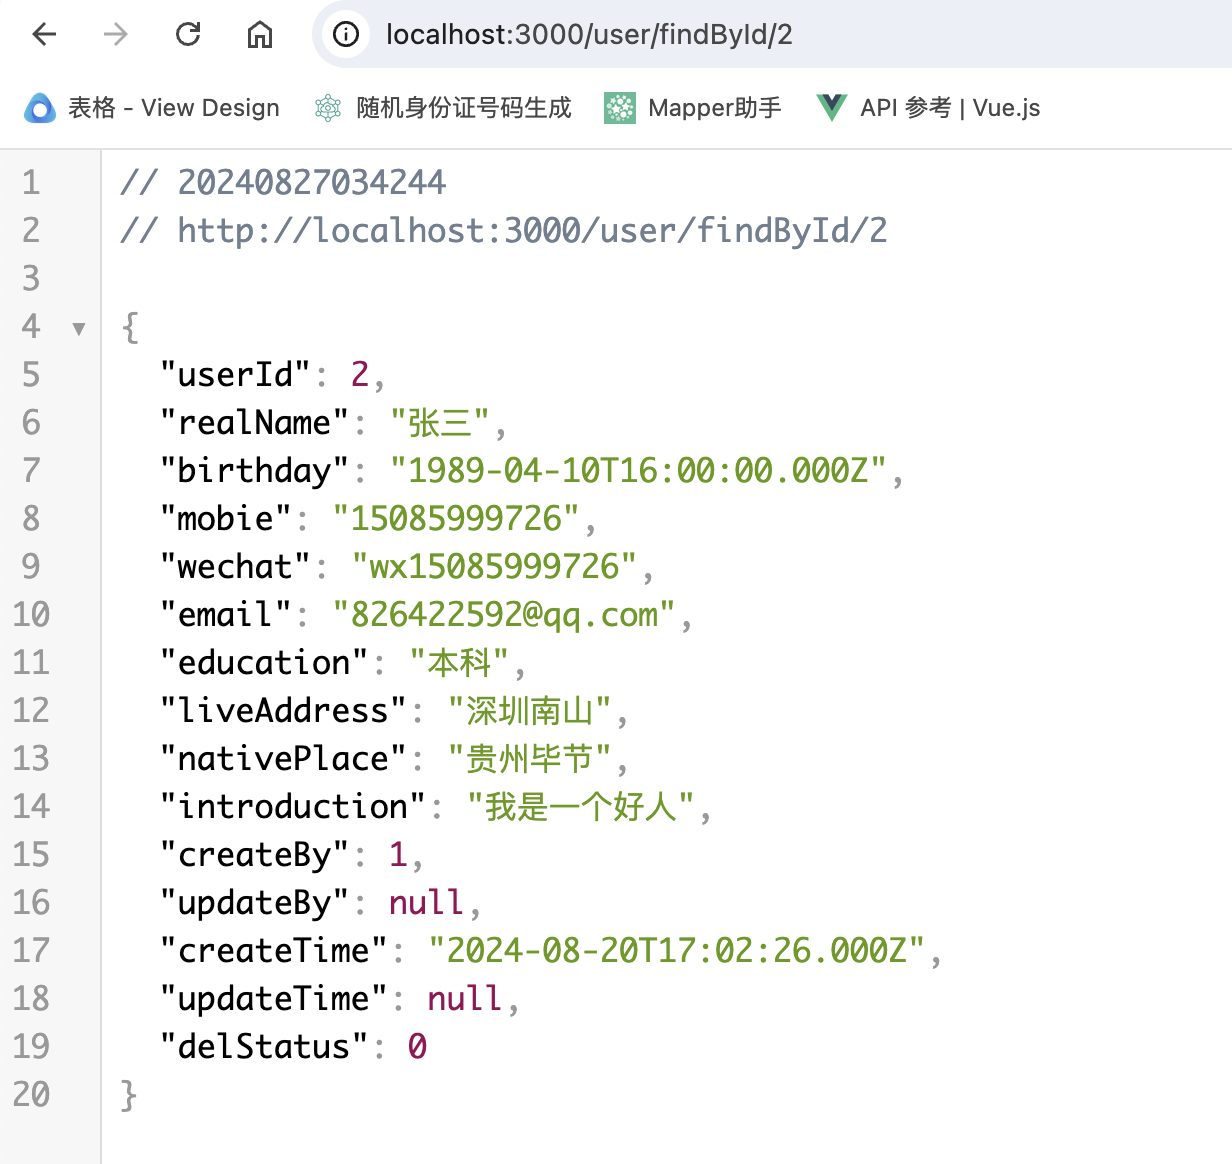 localhost:3000/user/findById/2
表格 - View Design 随机身份证号码生成 Mapper助手 API 参考 | Vue.js
1 // 20240827034244
2 // http://localhost:3000/user/findById/2
3
4 ▼ {
5 "userId": 2,
6 "realName": "张三",
7 "birthday": "1989-04-10T16:00:00.000Z",
8 "mobie": "15085999726",
9 "wechat": "wx15085999726",
10 "email": "826422592@qq.com",
11 "education": "本科",
12 "liveAddress": "深圳南山",
13 "nativePlace": "贵州毕节",
14 "introduction": "我是一个好人",
15 "createBy": 1,
16 "updateBy": null,
17 "createTime": "2024-08-20T17:02:26.000Z",
18 "updateTime": null,
19 "delStatus": 0
20 }